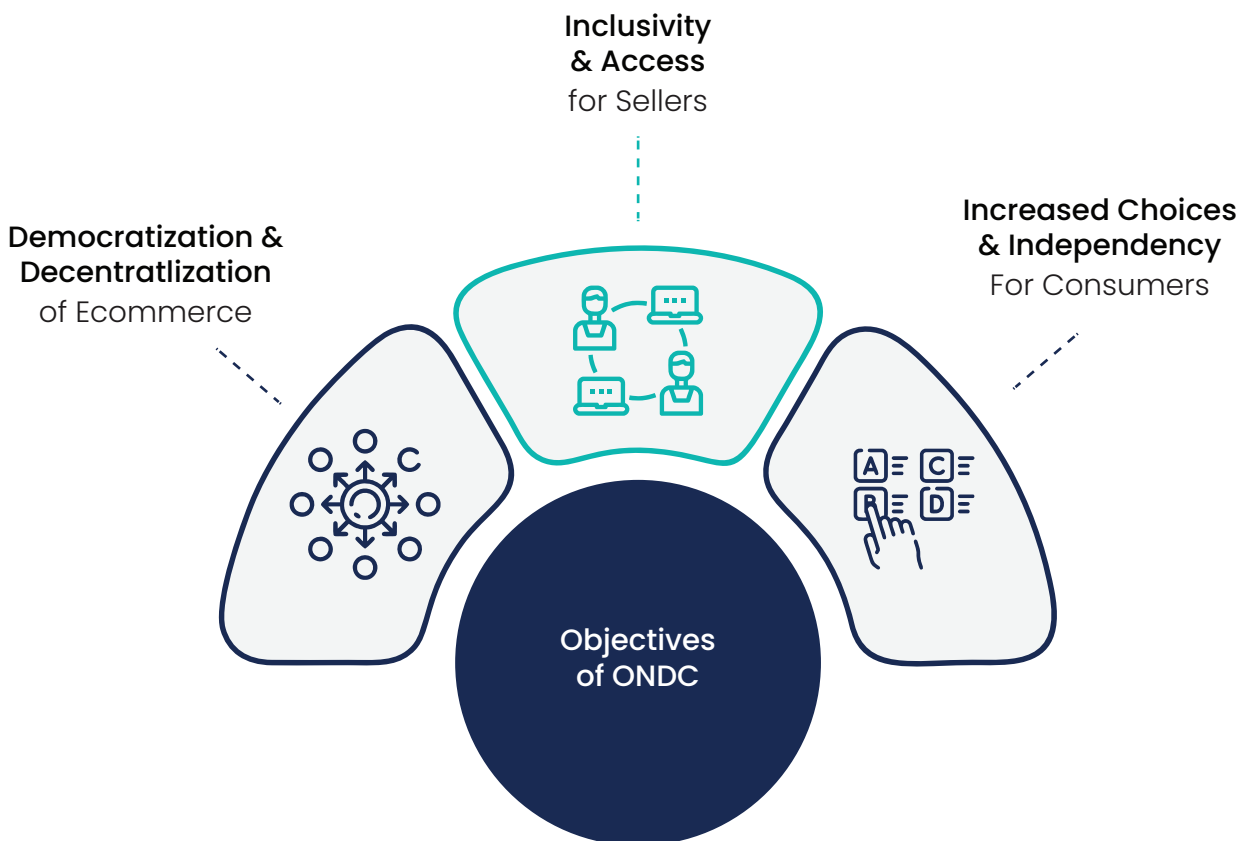 Inclusivity
& Access
for Sellers
Democratization &
Decentratlization
of Ecommerce
Increased Choices
& Independency
For Consumers
A
C
B
D
Objectives
of ONDC